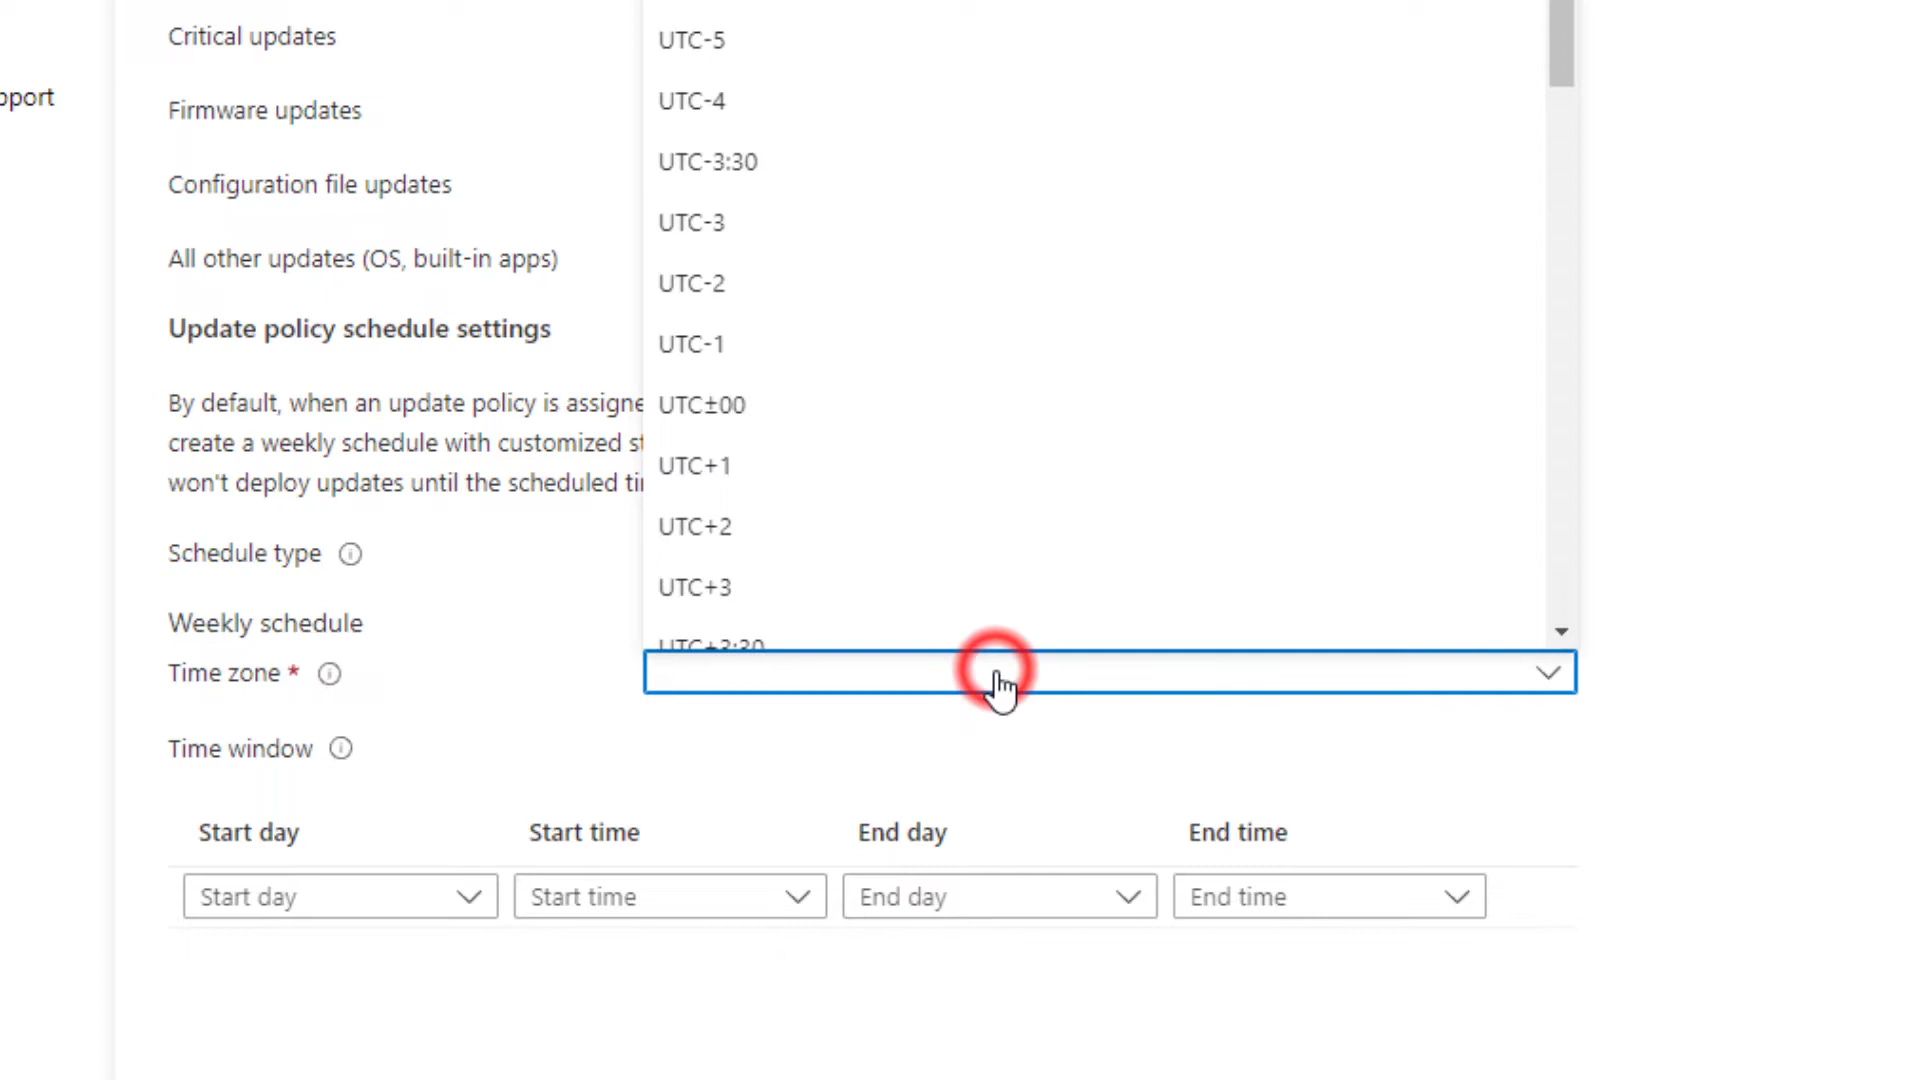 Critical updates
pport
Firmware updates
Configuration file updates
All other updates (OS, built-in apps)
Update policy schedule settings
By default, when an update policy is assigne
create a weekly schedule with customized st
won't deploy updates until the scheduled ti
Schedule type
Weekly schedule
Time zone *
UTC-5
UTC-4
UTC-3:30
UTC-3
UTC-2
UTC-1
UTC±00
UTC+1
UTC+2
UTC+3
UTC+3:30
Time window
Start day Start time End day End time
Start day Start time End day End time